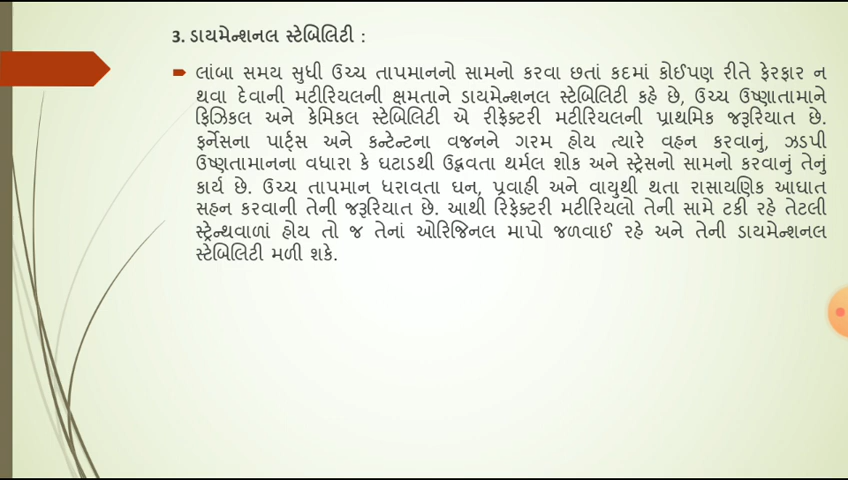 3. ડાયમેન્શનલ સ્ટેબિલિટી :
લાંબા સમય સુધી ઉચ્ચ તાપમાનનો સામનો કરવા છતાં કદમાં કોઈપણ રીતે ફેરફાર ન
થવા દેવાની મટીરિયલની ક્ષમતાને ડાયમેન્શનલ સ્ટેબિલિટી કહે છે, ઉચ્ચ ઉષ્ણાતામાને
ફિઝિકલ અને કેમિકલ સ્ટેબિલિટી એ રીફ્રેક્ટરી મટીરિયલની પ્રાથમિક જરૂરિયાત છે.
ફર્નેસના પાર્ટ્સ અને કન્ટેન્ટના વજનને ગરમ હોય ત્યારે વહન કરવાનું, ઝડપી
ઉષ્ણતામાનના વધારા કે ઘટાડથી ઉદ્ભવતા થર્મલ શોક અને સ્ટ્રેસનો સામનો કરવાનું તેનું
કાર્ય છે. ઉચ્ચ તાપમાન ધરાવતા ઘન, પ્રવાહી અને વાયુથી થતા રાસાયણિક આઘાત
સહન કરવાની તેની જરૂરિયાત છે. આથી રિફ્રેક્ટરી મટીરિયલો તેની સામે ટકી રહે તેટલી
સ્ટ્રેન્થવાળાં હોય તો જ તેનાં ઓરિજિનલ માપો જળવાઈ રહે અને તેની ડાયમેન્શનલ
સ્ટેબિલિટી મળી શકે.